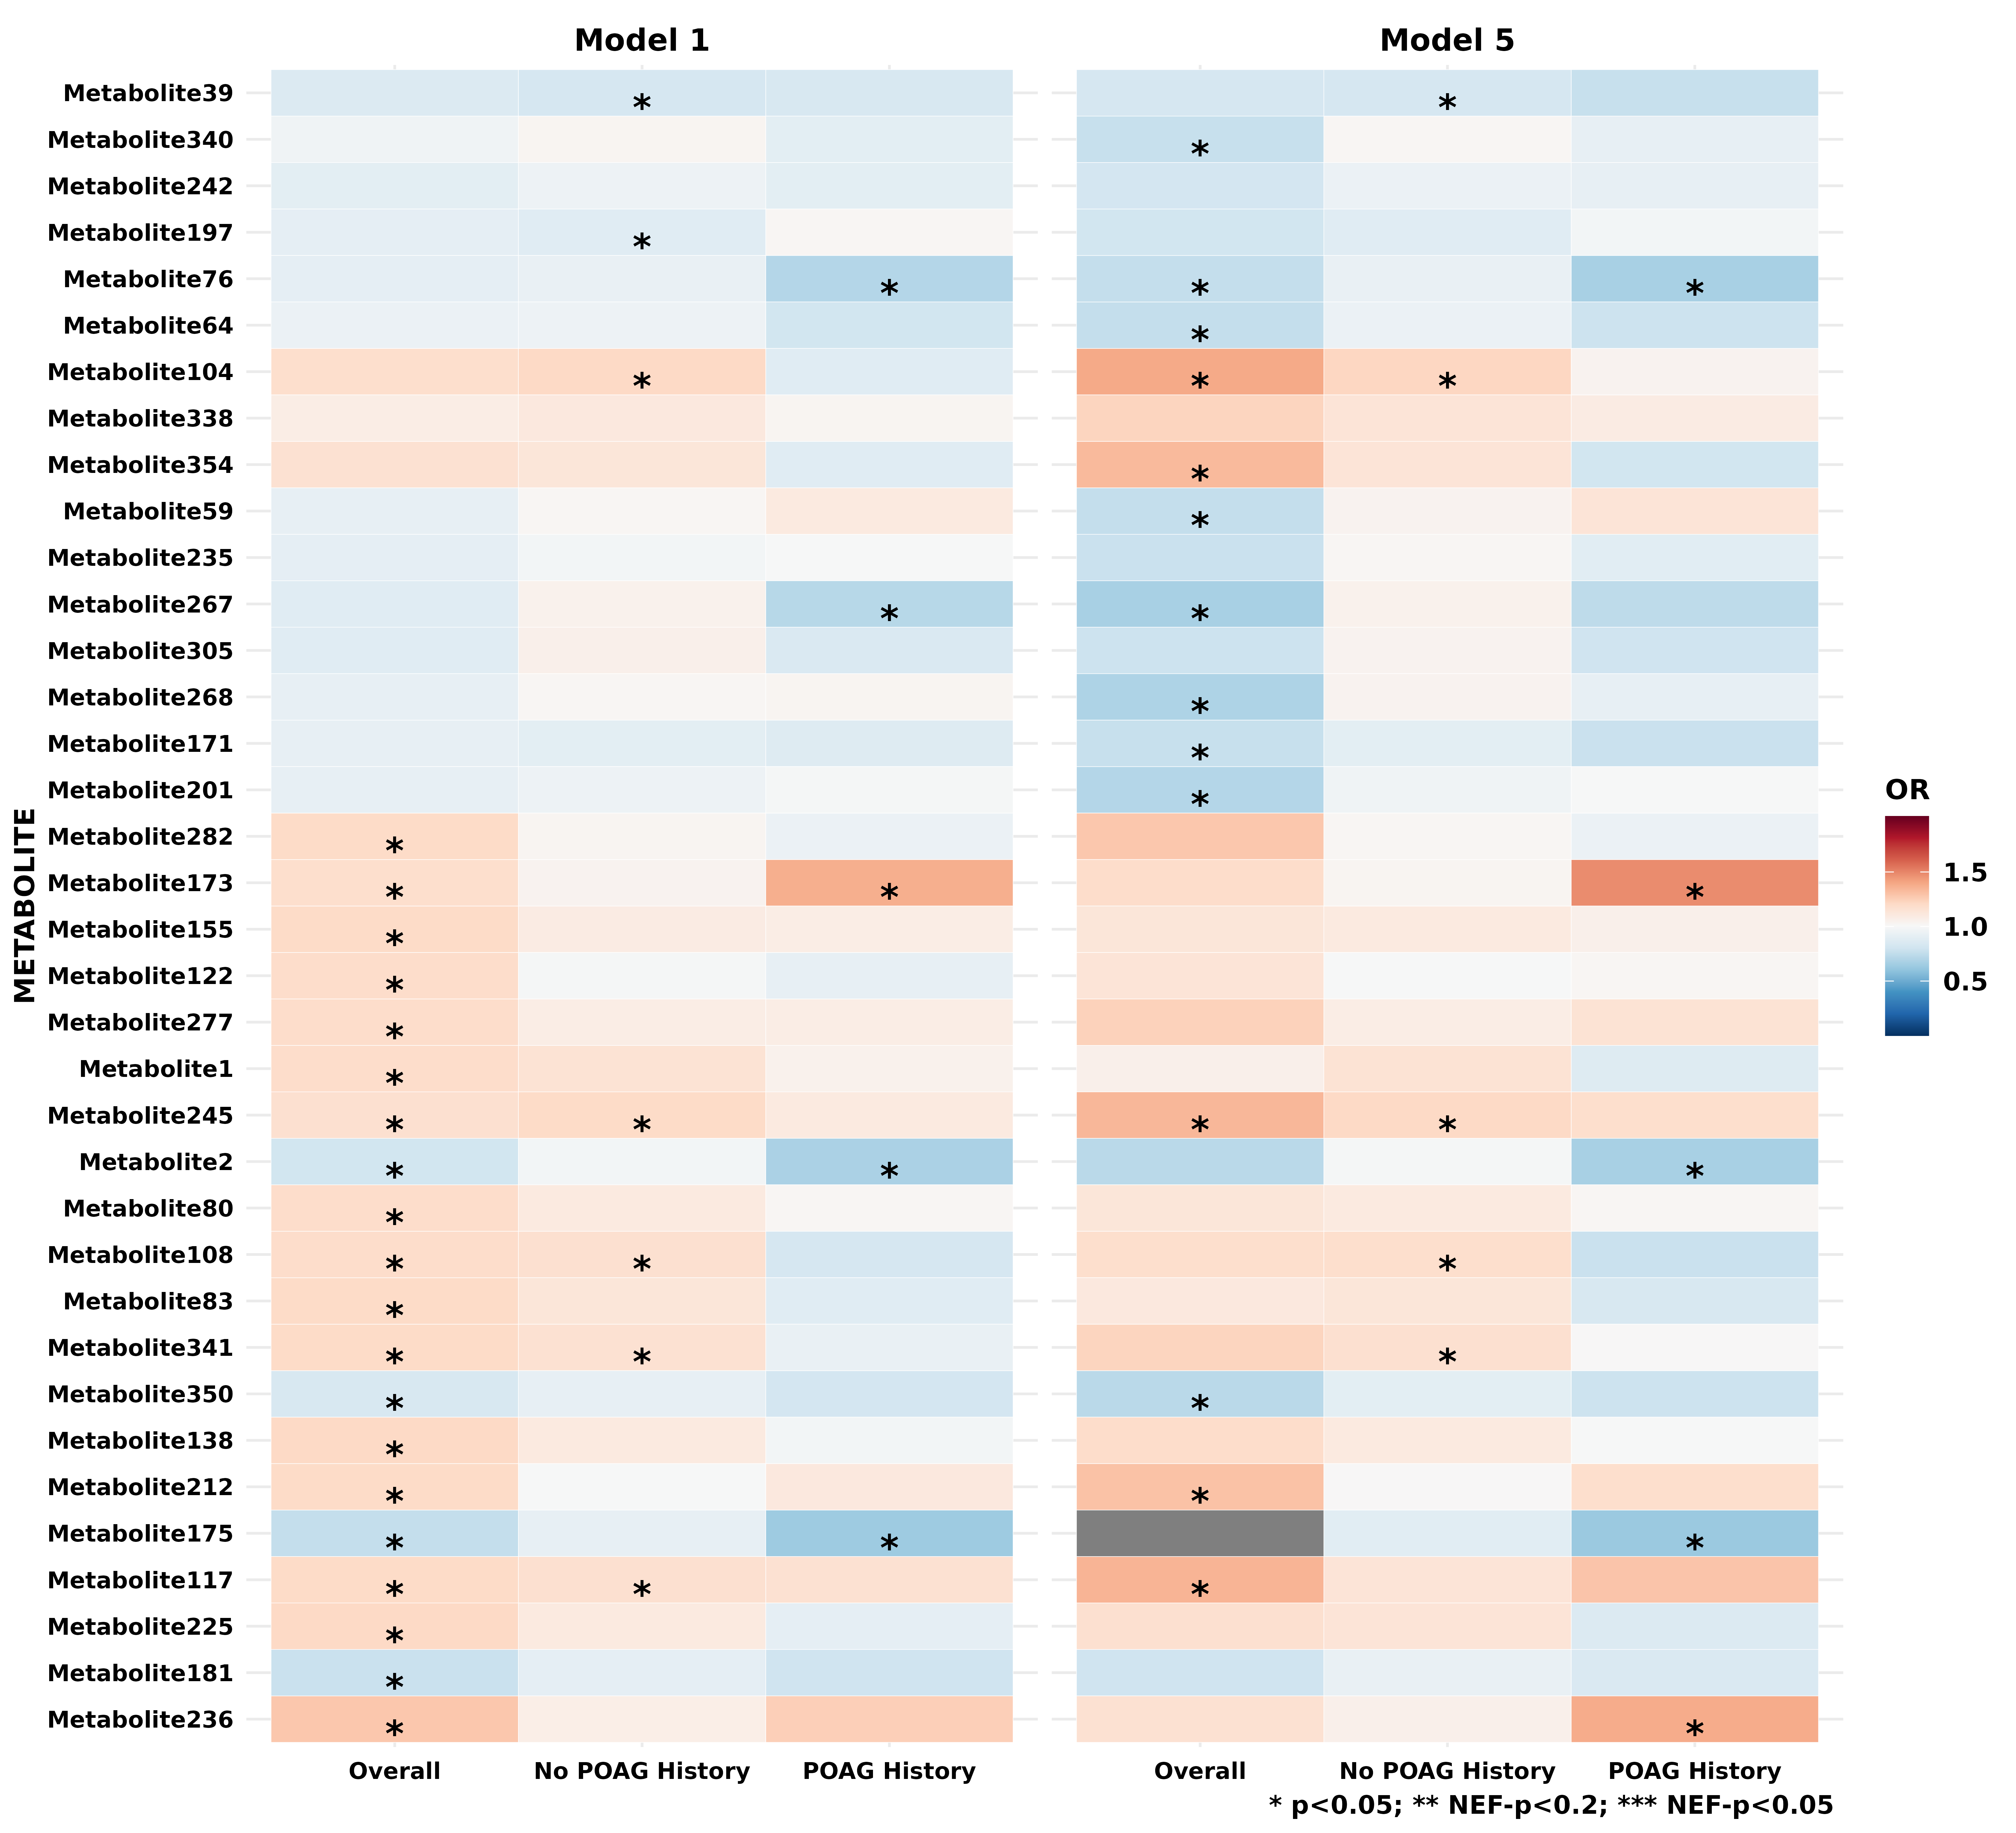 Model 1 Model 5
Metabolite39 * *
Metabolite340 *
Metabolite242
Metabolite197 *
Metabolite76 * * *
Metabolite64 *
Metabolite104 * * *
Metabolite338
Metabolite354 *
Metabolite59 *
Metabolite235
Metabolite267 * *
Metabolite305
Metabolite268 *
Metabolite171 *
Metabolite201 *
Metabolite282 *
Metabolite173 * * *
Metabolite155 *
Metabolite122 *
Metabolite277 *
Metabolite1 *
Metabolite245 * * * *
Metabolite2 * * *
Metabolite80 *
Metabolite108 * * *
Metabolite83 *
Metabolite341 * * *
Metabolite350 * *
Metabolite138 *
Metabolite212 * *
Metabolite175 * * *
Metabolite117 * * *
Metabolite225 *
Metabolite181 *
Metabolite236 * *
METABOLITE
Overall No POAG History POAG History Overall No POAG History POAG History
* p<0.05; ** NEF-p<0.2; *** NEF-p<0.05
OR
1.5
1.0
0.5